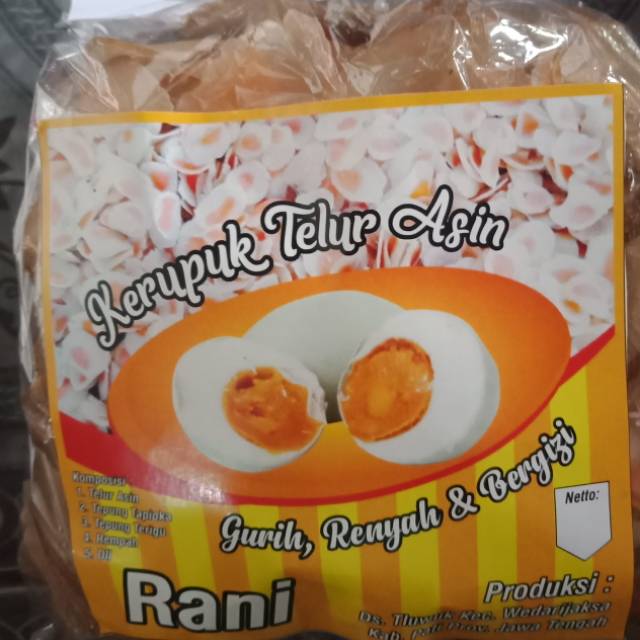 Kerupuk Telur Asin
Gurih, Renyah & Bergizi
Komposisi
1. Telur Asin
2. Tepung Tapioka
3. Tepung Terigu
4. Rempah
5. Dll
Netto:
Rani
Produksi :
Ds. Tluwuk Kec. Wedarijaksa
Kab. Pati Prov. Jawa Tengah